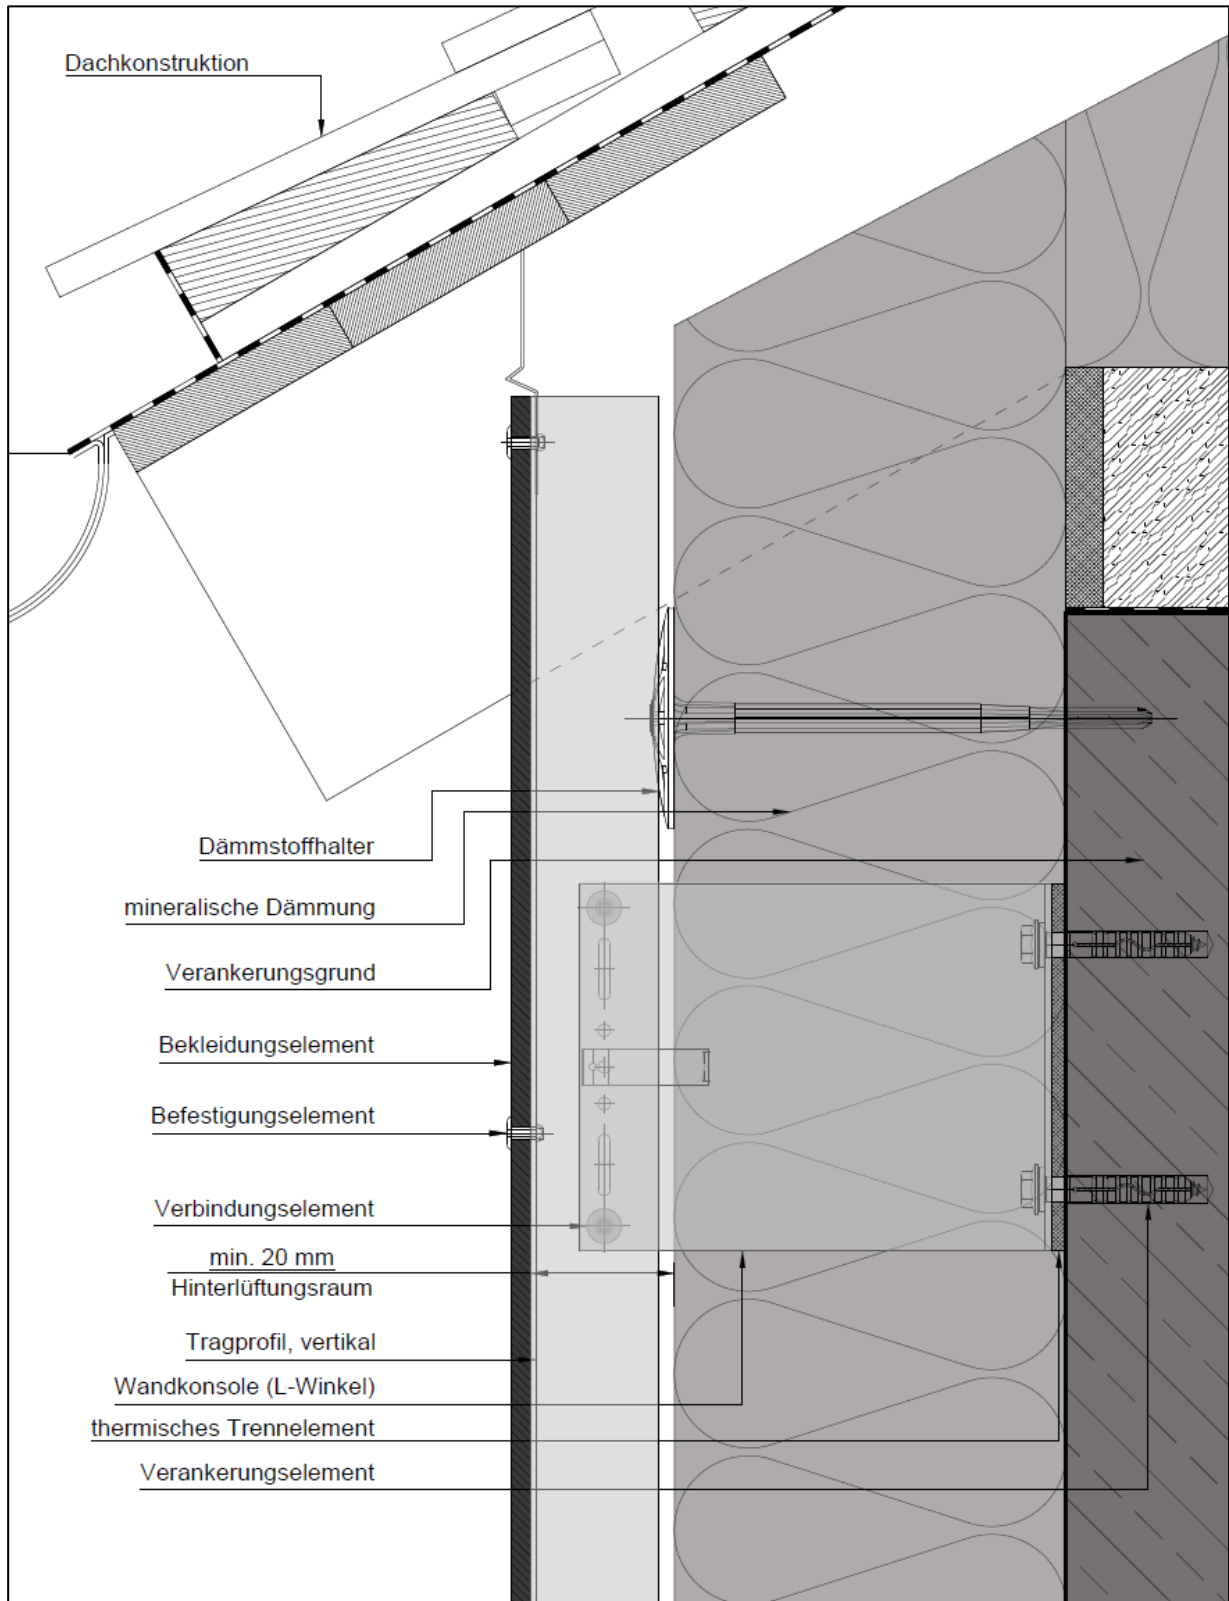 Dachkonstruktion
Dämmstoffhalter
mineralische Dämmung
Verankerungsgrund
Bekleidungselement
Befestigungselement
Verbindungselement
min. 20 mm
Hinterlüftungsraum
Tragprofil, vertikal
Wandkonsole (L-Winkel)
thermisches Trennelement
Verankerungselement